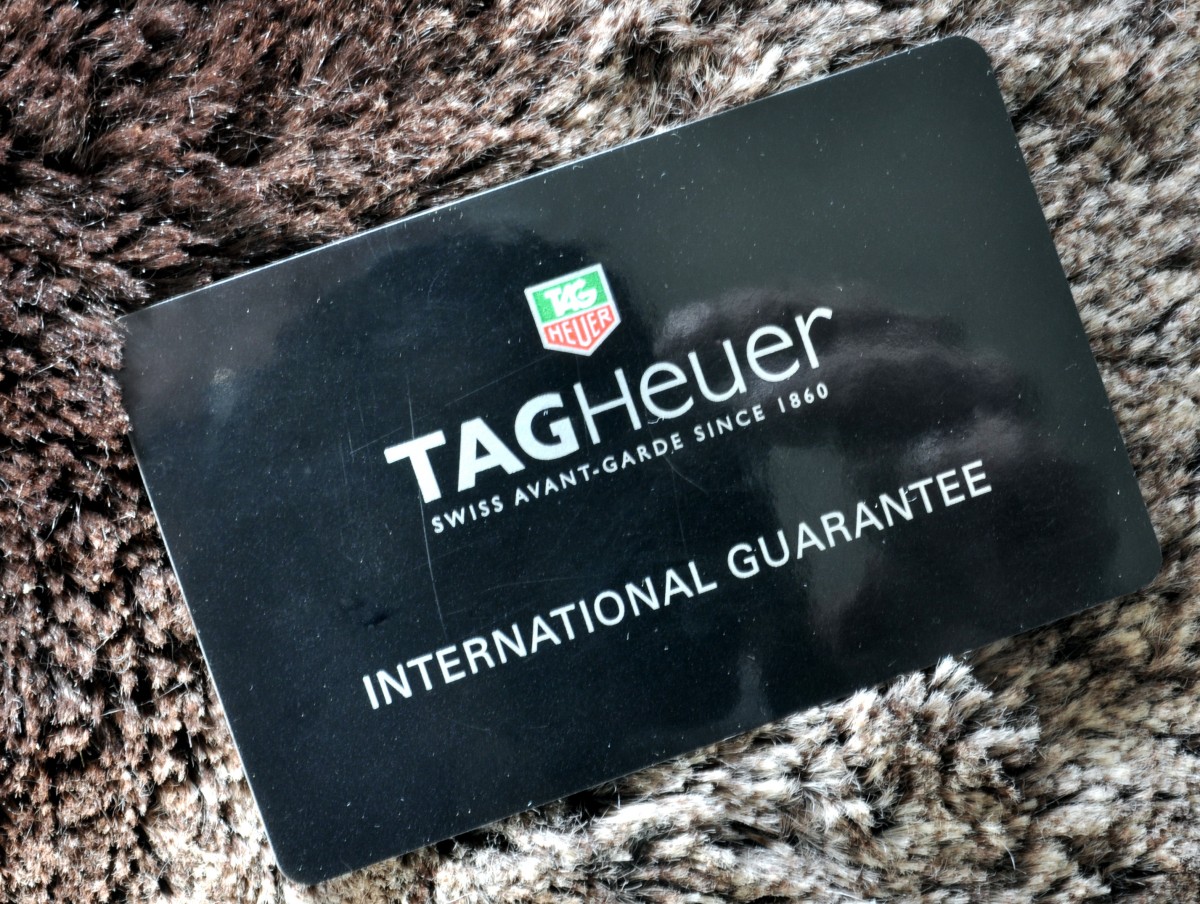 TAG
HEUER
TAGHeuer
SWISS AVANT-GARDE SINCE 1860
INTERNATIONAL GUARANTEE